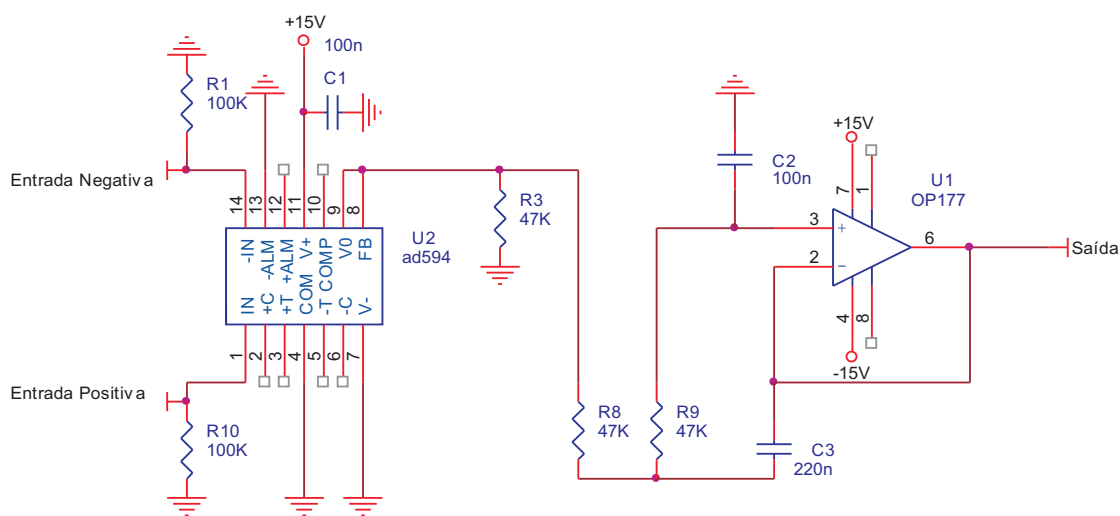 +15V
100n
C1
R1
100K
Entrada Negativa
14
13
12
11
10
9
8
-IN
-ALM
+ALM
V+
COMP
V0
FB
IN
+C
+T
COM
-T
-C
V-
1
2
3
4
5
6
7
U2
ad594
R3
47K
Entrada Positiva
R10
100K
R8
47K
R9
47K
C2
100n
C3
220n
+15V
7
1
U1
OP177
3
+
2
−
6
Saída
4
8
-15V